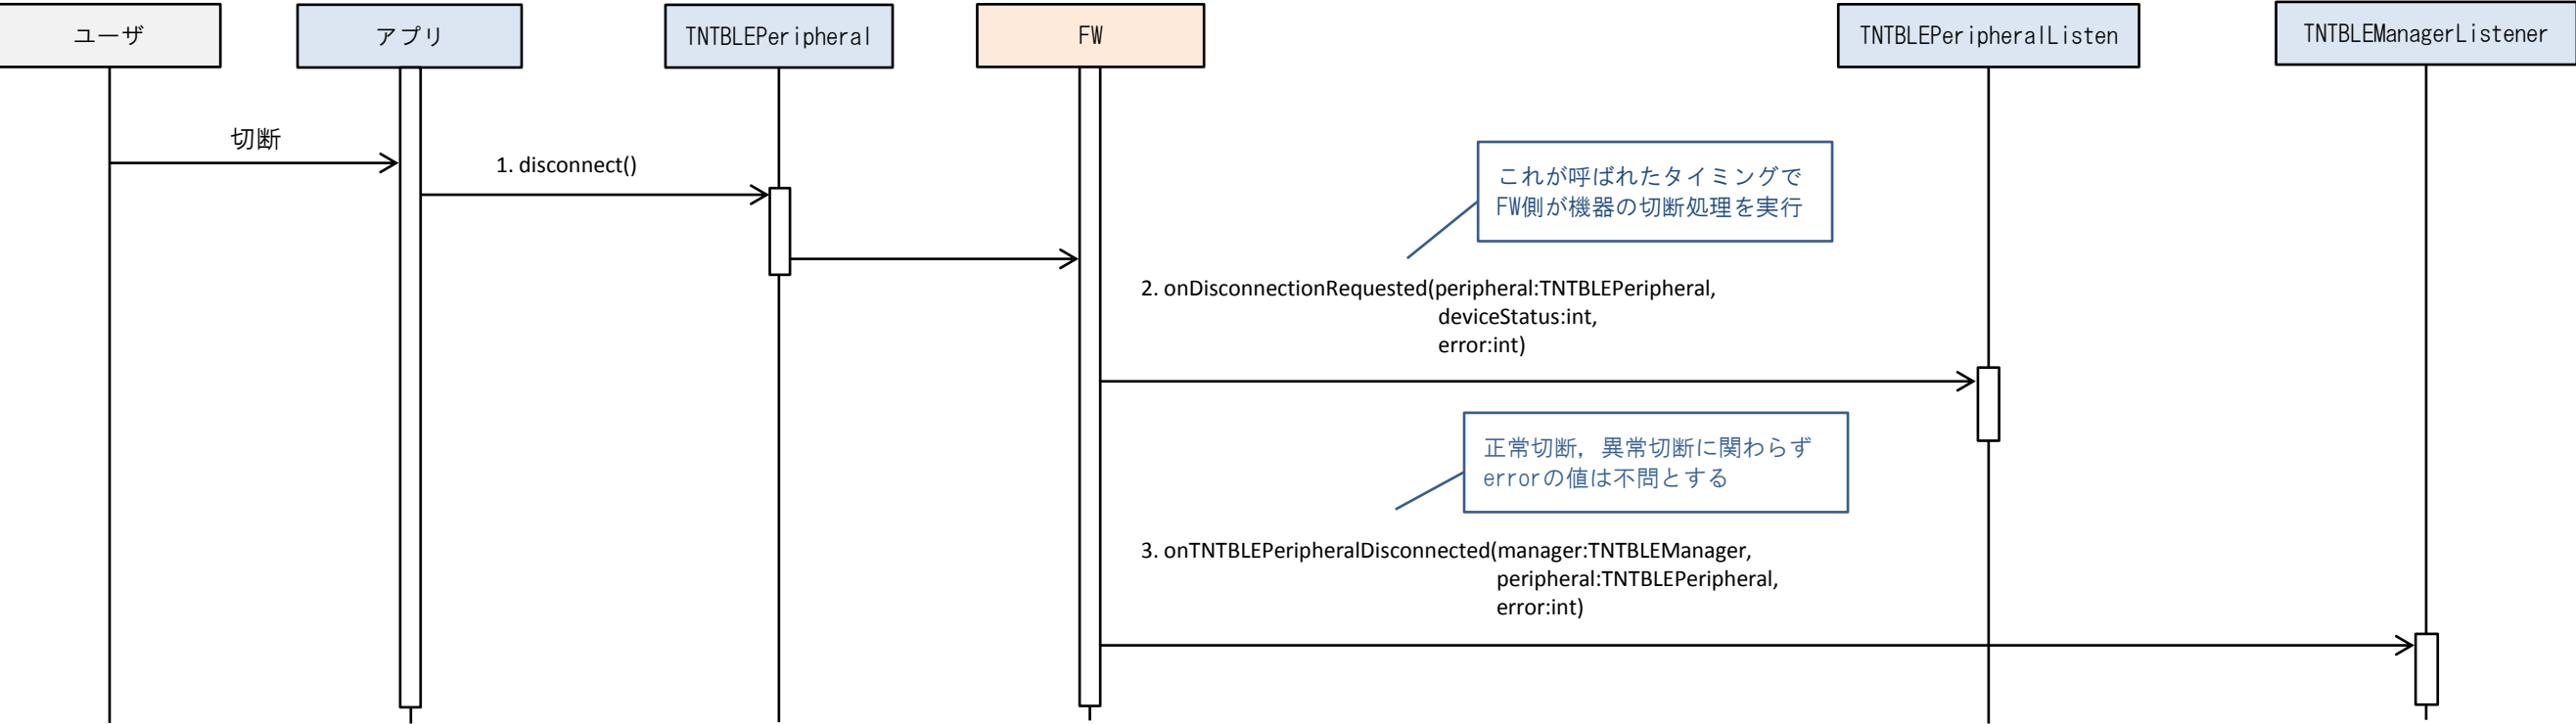 ユーザ
アプリ
TNTBLEPeripheral
FW
TNTBLEPeripheralListen
TNTBLEManagerListener
切断
1. disconnect()
これが呼ばれたタイミングで
FW側が機器の切断処理を実行
2. onDisconnectionRequested(peripheral:TNTBLEPeripheral,
deviceStatus:int,
error:int)
正常切断，異常切断に関わらず
errorの値は不問とする
3. onTNTBLEPeripheralDisconnected(manager:TNTBLEManager,
peripheral:TNTBLEPeripheral,
error:int)